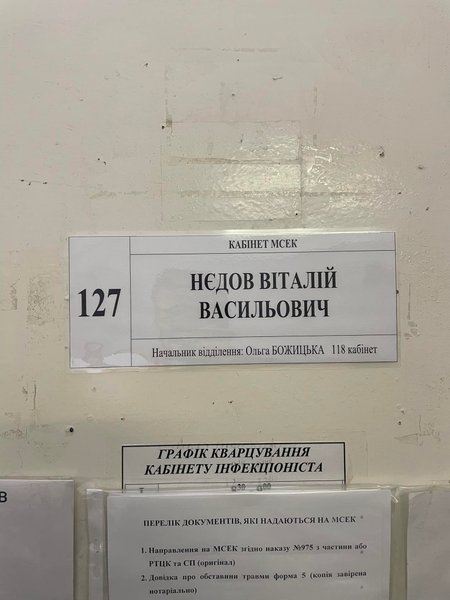 КАБІНЕТ МСЕК
127
НЄДОВ ВІТАЛІЙ
ВАСИЛЬОВИЧ
Начальник відділення: Ольга БОЖИЦЬКА 118 кабінет
ГРАФІК КВАРЦУВАННЯ
КАБІНЕТУ ІНФЕКЦІОНІСТА
В
ПЕРЕЛІК ДОКУМЕНТІВ, ЯКІ НАДАЮТЬСЯ НА МСЕК
1. Направлення на МСЕК згідно наказу №975 з частини або
РТЦК та СП (оригінал)
2. Довідка про обставини травми форма 5 (копія завірена
нотаріально)